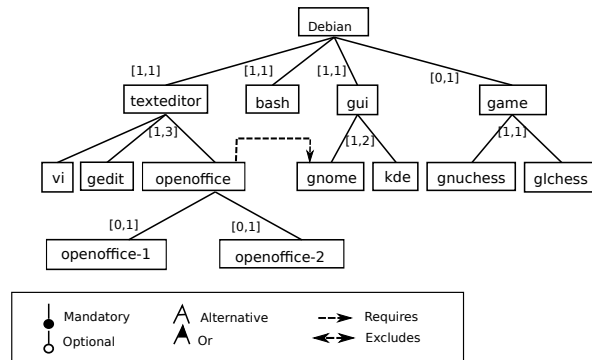 Debian
[1,1] [1,1] [1,1] [0,1]
texteditor bash gui game
[1,3] [1,2] [1,1]
vi gedit openoffice gnome kde gnuchess glchess
[0,1] [0,1]
openoffice-1 openoffice-2
Mandatory Alternative Requires
Optional Or Excludes